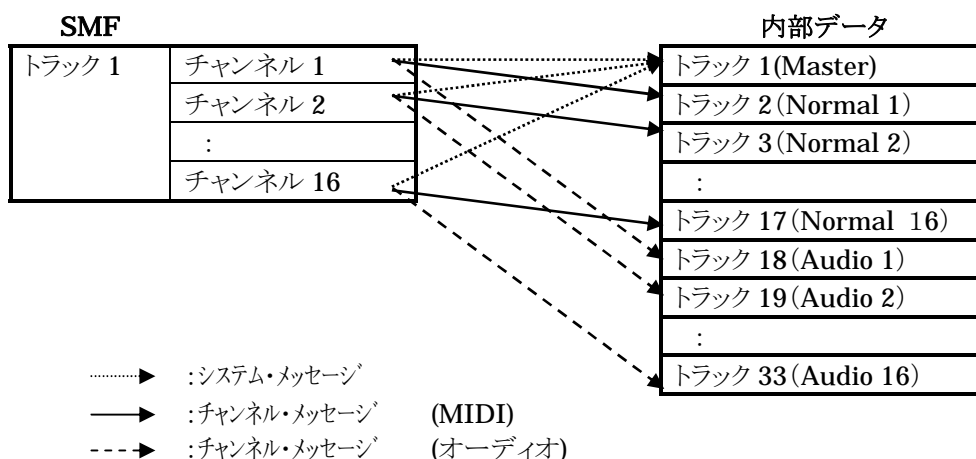 SMF
内部データ
トラック 1
チャンネル 1
チャンネル 2
:
チャンネル 16
トラック 1(Master)
トラック 2(Normal 1)
トラック 3(Normal 2)
:
トラック 17(Normal 16)
トラック 18(Audio 1)
トラック 19(Audio 2)
:
トラック 33(Audio 16)
:システム・メッセージ
:チャンネル・メッセージ (MIDI)
:チャンネル・メッセージ (オーディオ)